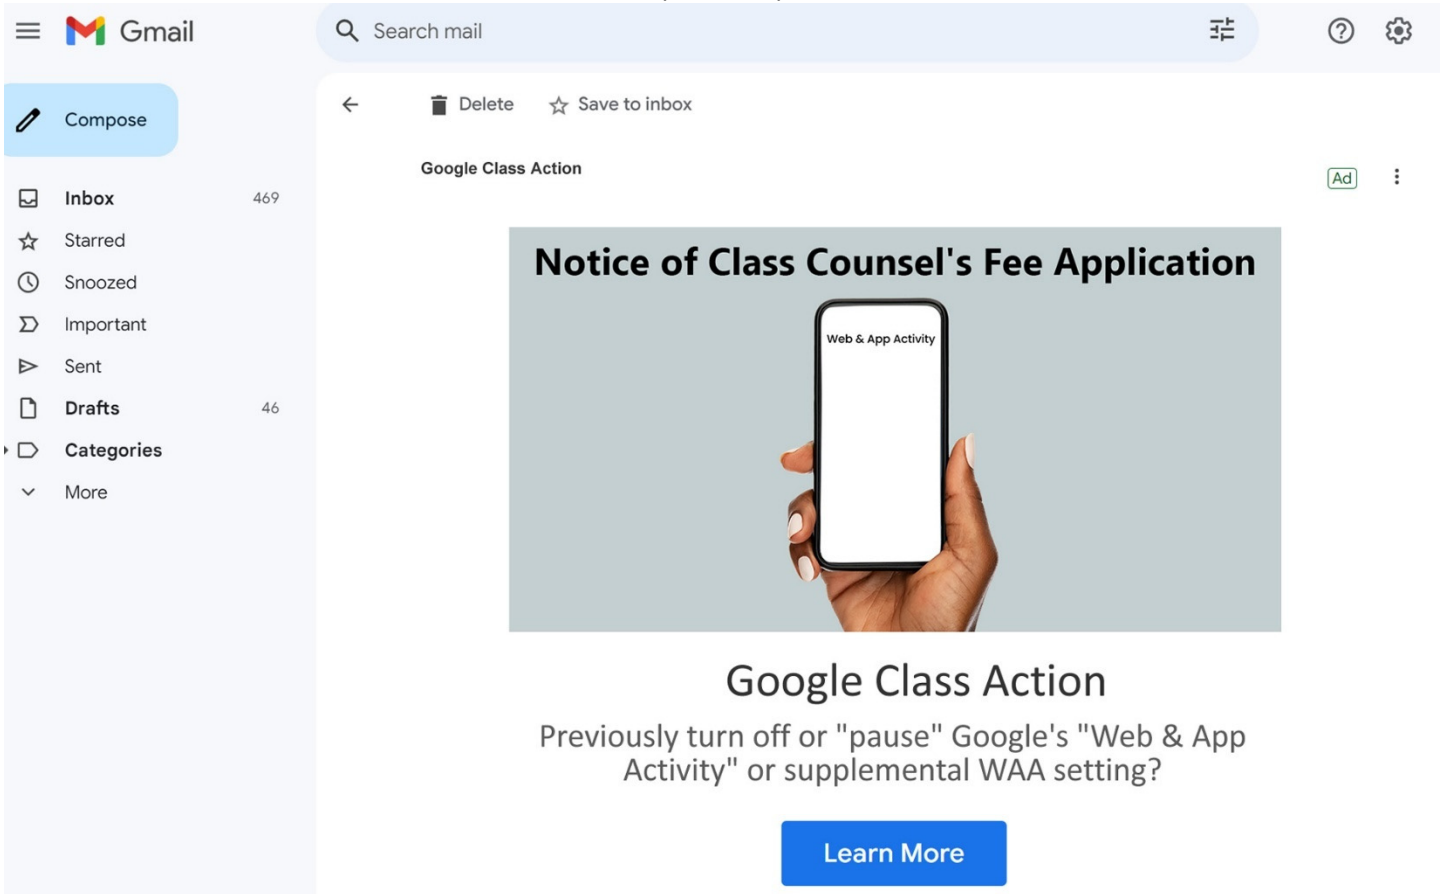 Gmail
Search mail
Compose
Delete
Save to inbox
Google Class Action
Ad
Inbox 469
Starred
Snoozed
Important
Sent
Drafts 46
Categories
More
Notice of Class Counsel's Fee Application
Web & App Activity
Google Class Action
Previously turn off or "pause" Google's "Web & App
Activity" or supplemental WAA setting?
Learn More